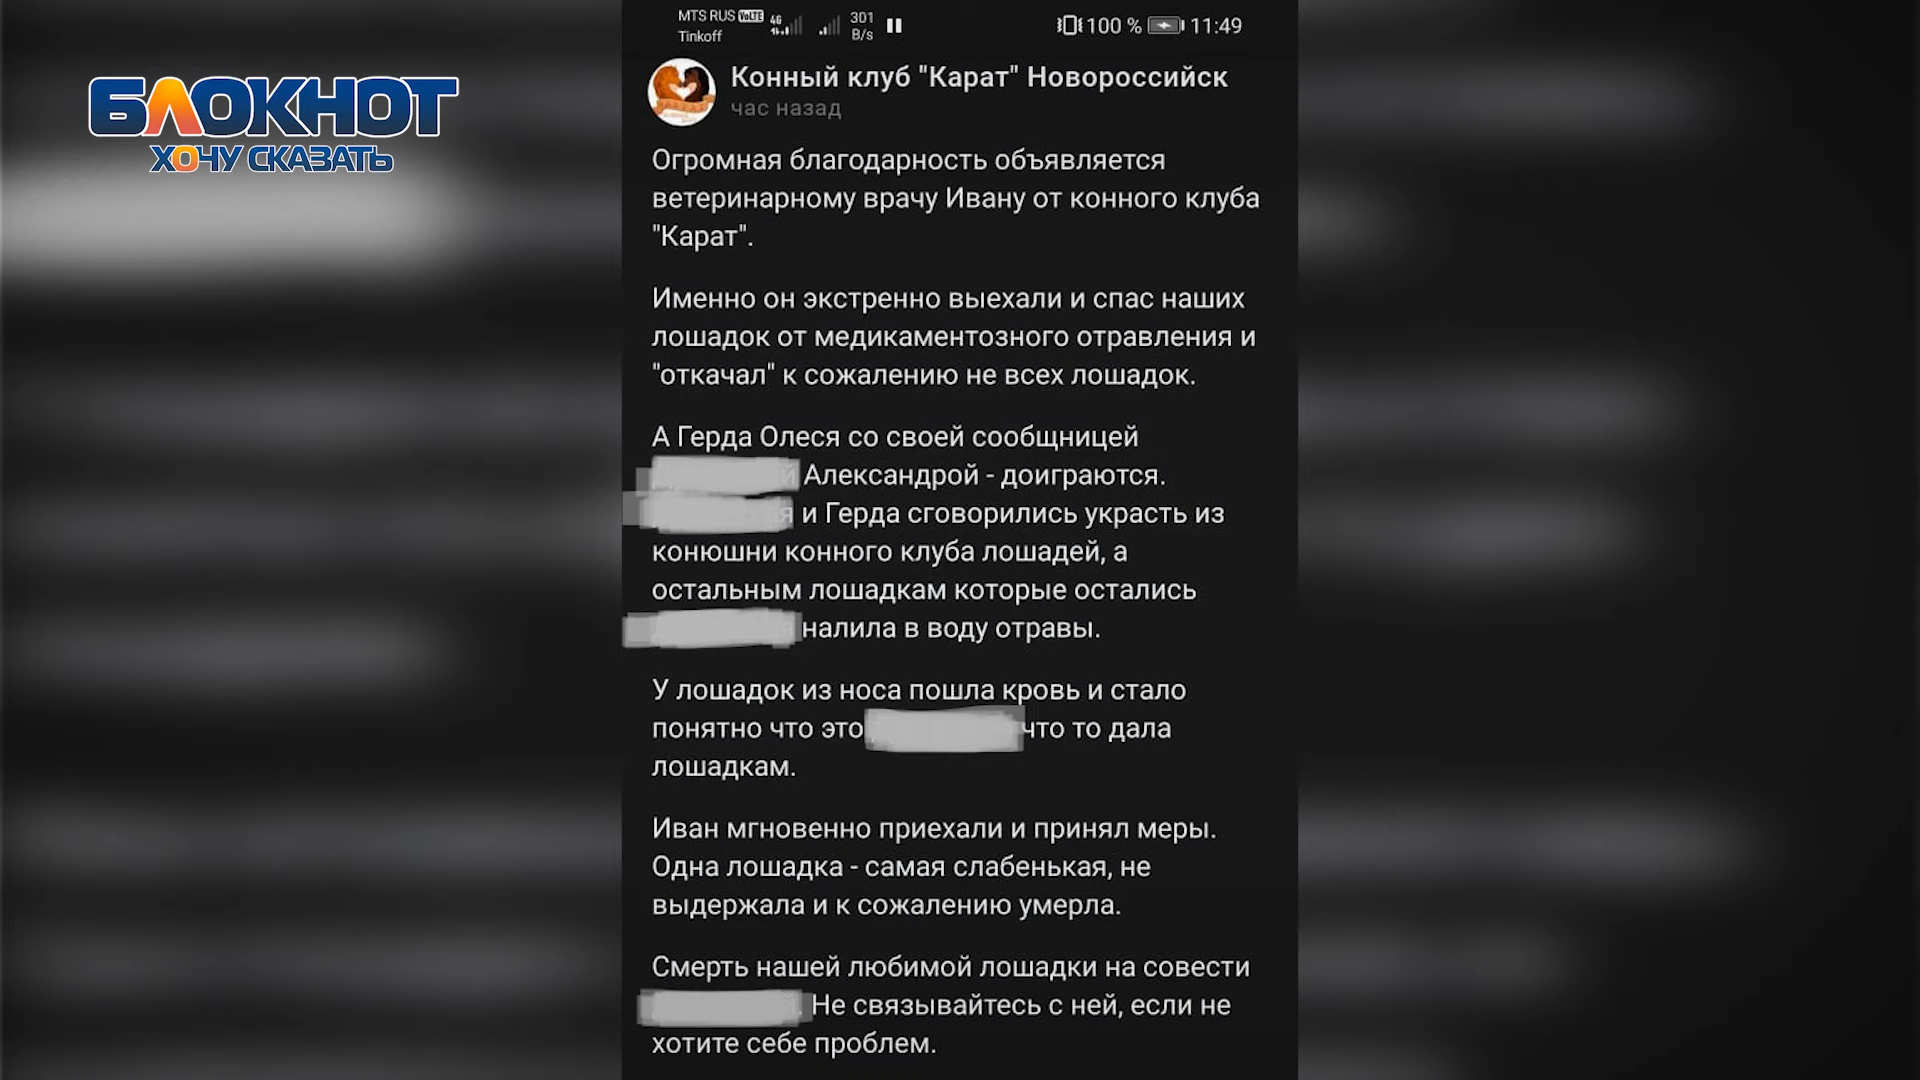 MTS RUS VoLTE
Tinkoff
4G
301
B/s
100 %
11:49
БЛОКНОТ
ХОЧУ СКАЗАТЬ
Конный клуб "Карат" Новороссийск
час назад
Огромная благодарность объявляется
ветеринарному врачу Ивану от конного клуба
"Карат".
Именно он экстренно выехали и спас наших
лошадок от медикаментозного отравления и
"откачал" к сожалению не всех лошадок.
А Герда Олеся со своей сообщницей
Александрой - доиграются.
и Герда сговорились украсть из
конюшни конного клуба лошадей, а
остальным лошадкам которые остались
налила в воду отравы.
У лошадок из носа пошла кровь и стало
понятно что это что то дала
лошадкам.
Иван мгновенно приехали и принял меры.
Одна лошадка - самая слабенькая, не
выдержала и к сожалению умерла.
Смерть нашей любимой лошадки на совести
Не связывайтесь с ней, если не
хотите себе проблем.